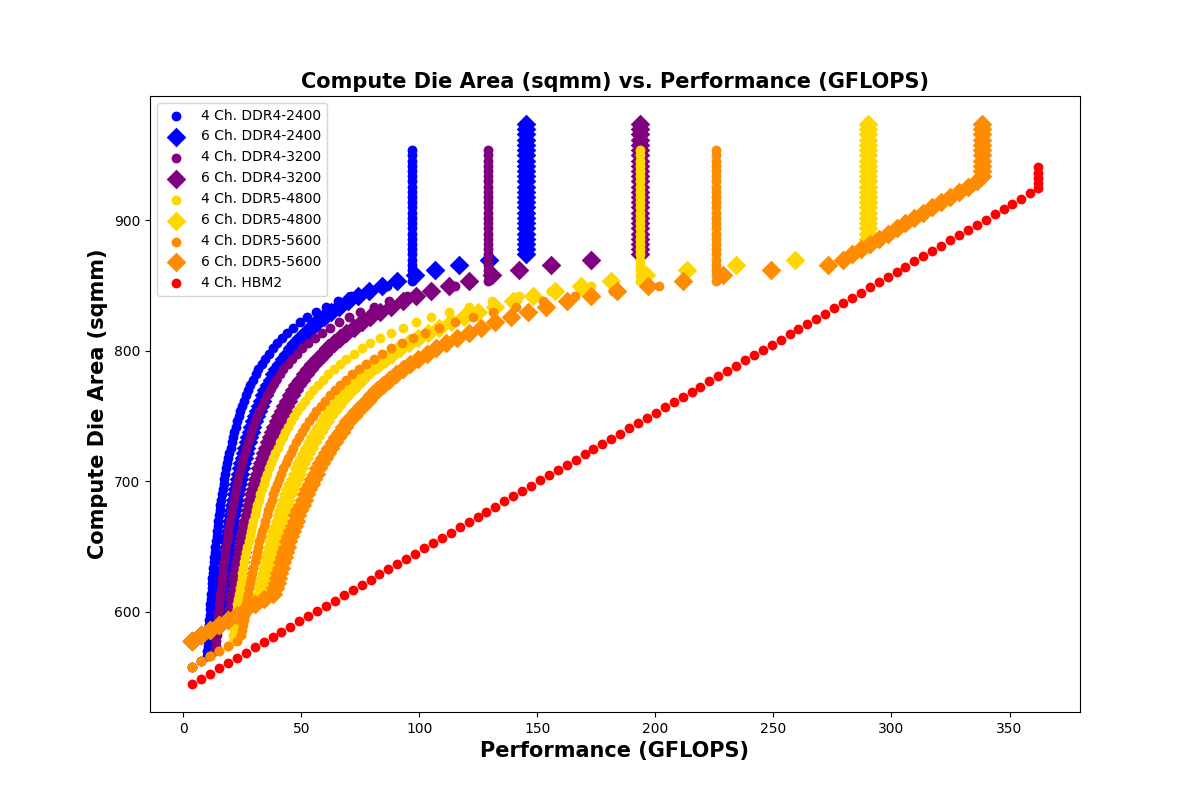 Compute Die Area (sqmm) vs. Performance (GFLOPS)
4 Ch. DDR4-2400
6 Ch. DDR4-2400
4 Ch. DDR4-3200
6 Ch. DDR4-3200
4 Ch. DDR5-4800
6 Ch. DDR5-4800
4 Ch. DDR5-5600
6 Ch. DDR5-5600
4 Ch. HBM2
Compute Die Area (sqmm)
900
800
700
600
0 50 100 150 200 250 300 350
Performance (GFLOPS)